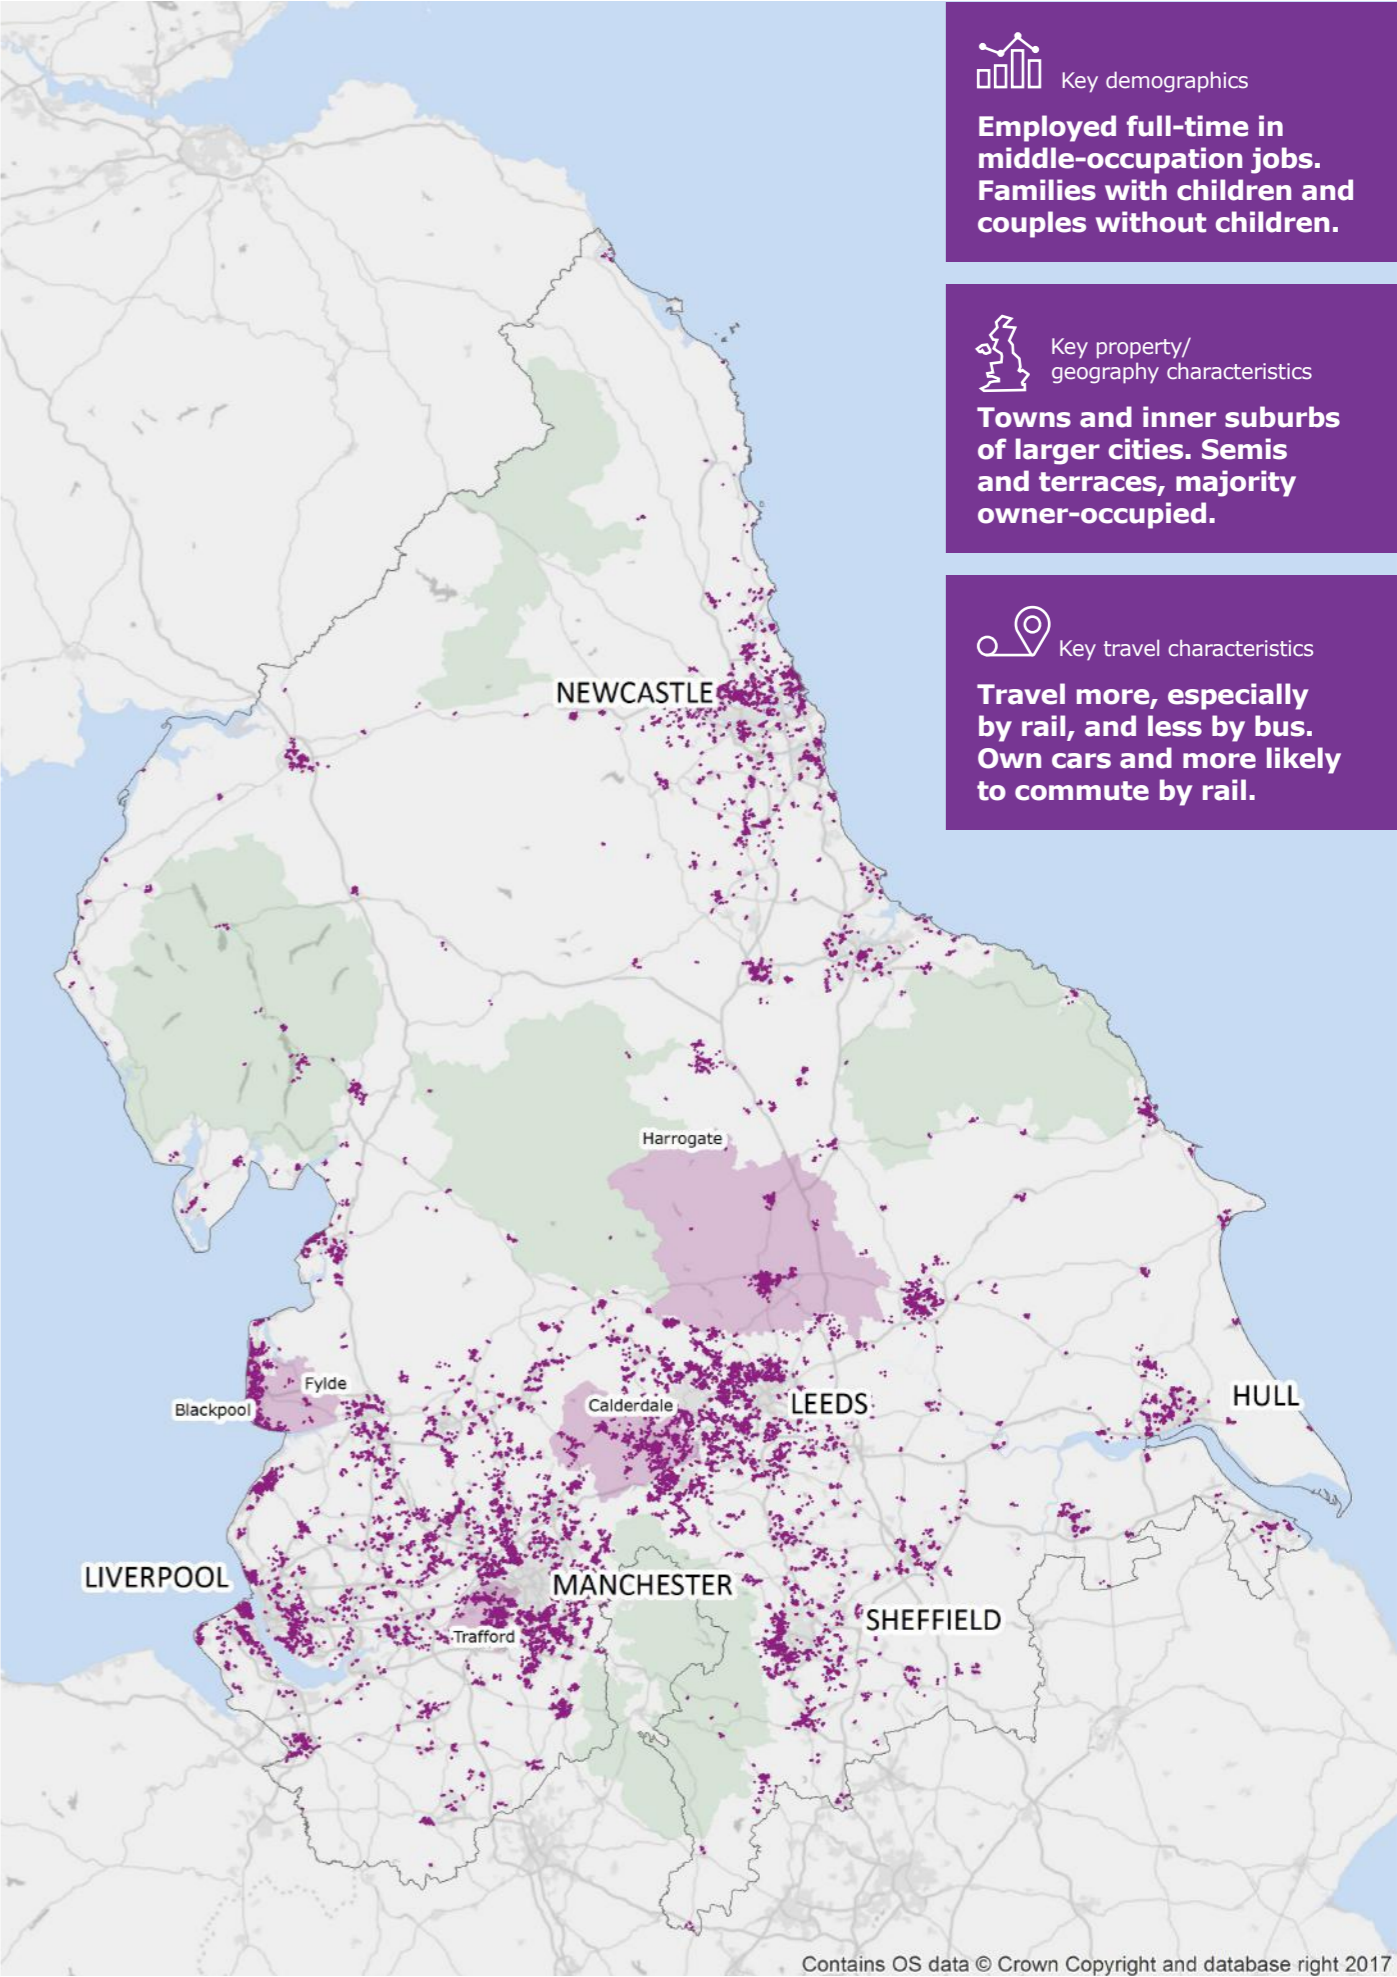 Key demographics
Employed full-time in
middle-occupation jobs.
Families with children and
couples without children.
Key property/
geography characteristics
Towns and inner suburbs
of larger cities. Semis
and terraces, majority
owner-occupied.
Key travel characteristics
Travel more, especially
by rail, and less by bus.
Own cars and more likely
to commute by rail.
NEWCASTLE
Harrogate
Fylde
Blackpool
Calderdale
LEEDS
HULL
LIVERPOOL
MANCHESTER
Trafford
SHEFFIELD
Contains OS data © Crown Copyright and database right 2017